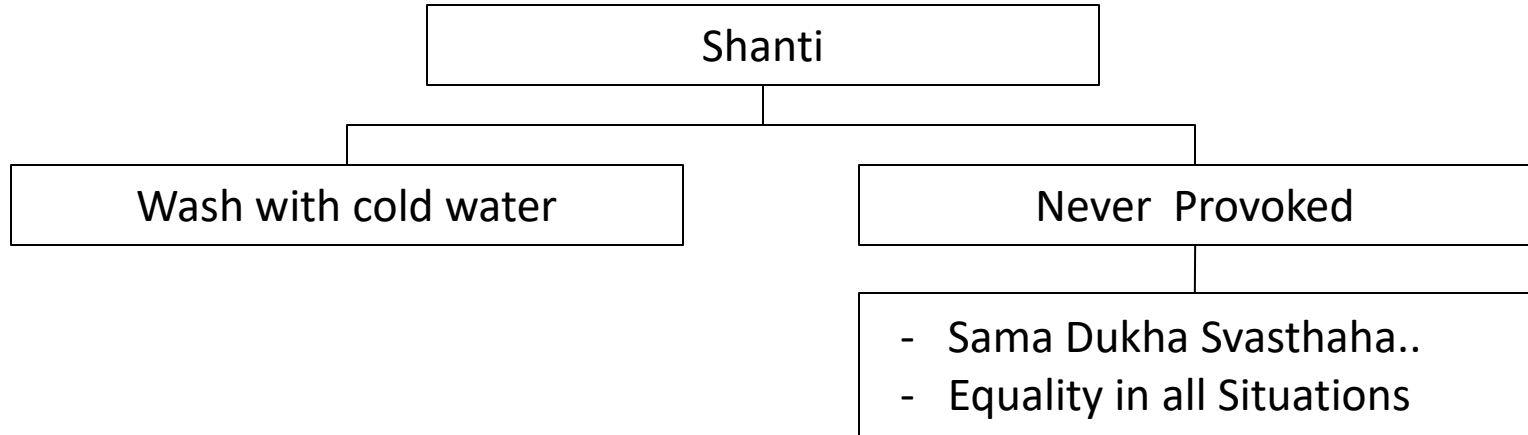 Shanti
Wash with cold water
Never Provoked
- Sama Dukha Svasthaha..
- Equality in all Situations